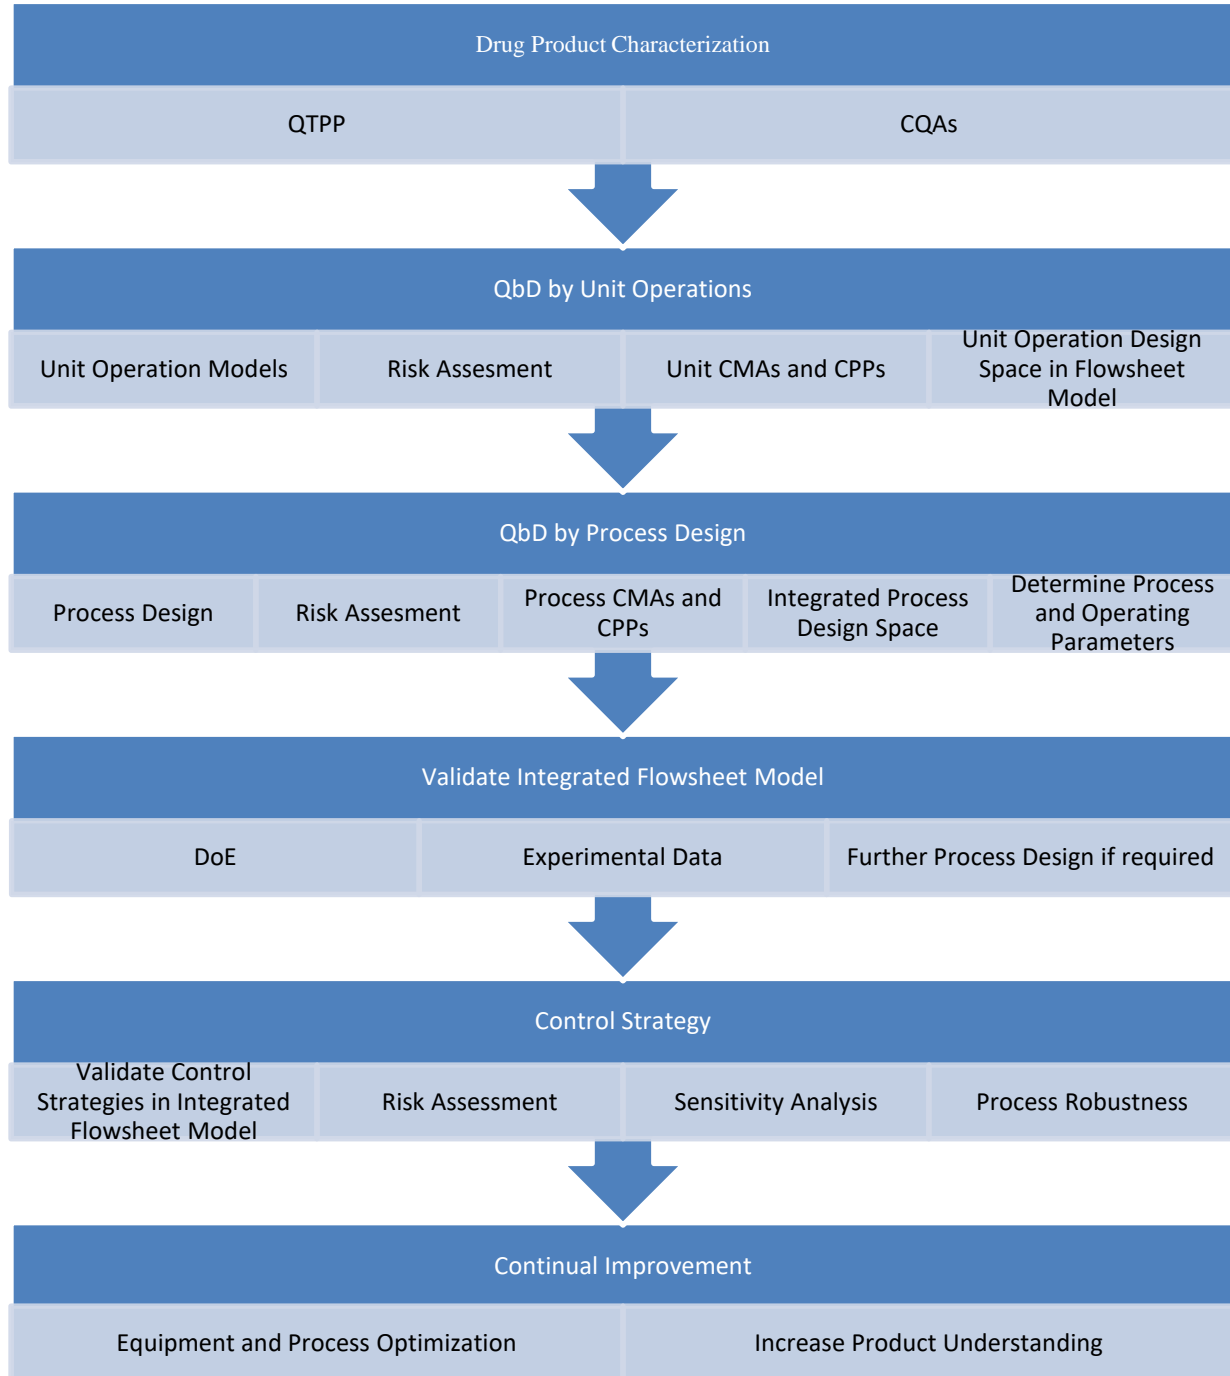 Drug Product Characterization
QTPP
CQAs
QbD by Unit Operations
Unit Operation Models
Risk Assesment
Unit CMAs and CPPs
Unit Operation Design
Space in Flowsheet
Model
QbD by Process Design
Process Design
Risk Assesment
Process CMAs and
CPPs
Integrated Process
Design Space
Determine Process
and Operating
Parameters
Validate Integrated Flowsheet Model
DoE
Experimental Data
Further Process Design if required
Control Strategy
Validate Control
Strategies in Integrated
Flowsheet Model
Risk Assessment
Sensitivity Analysis
Process Robustness
Continual Improvement
Equipment and Process Optimization
Increase Product Understanding